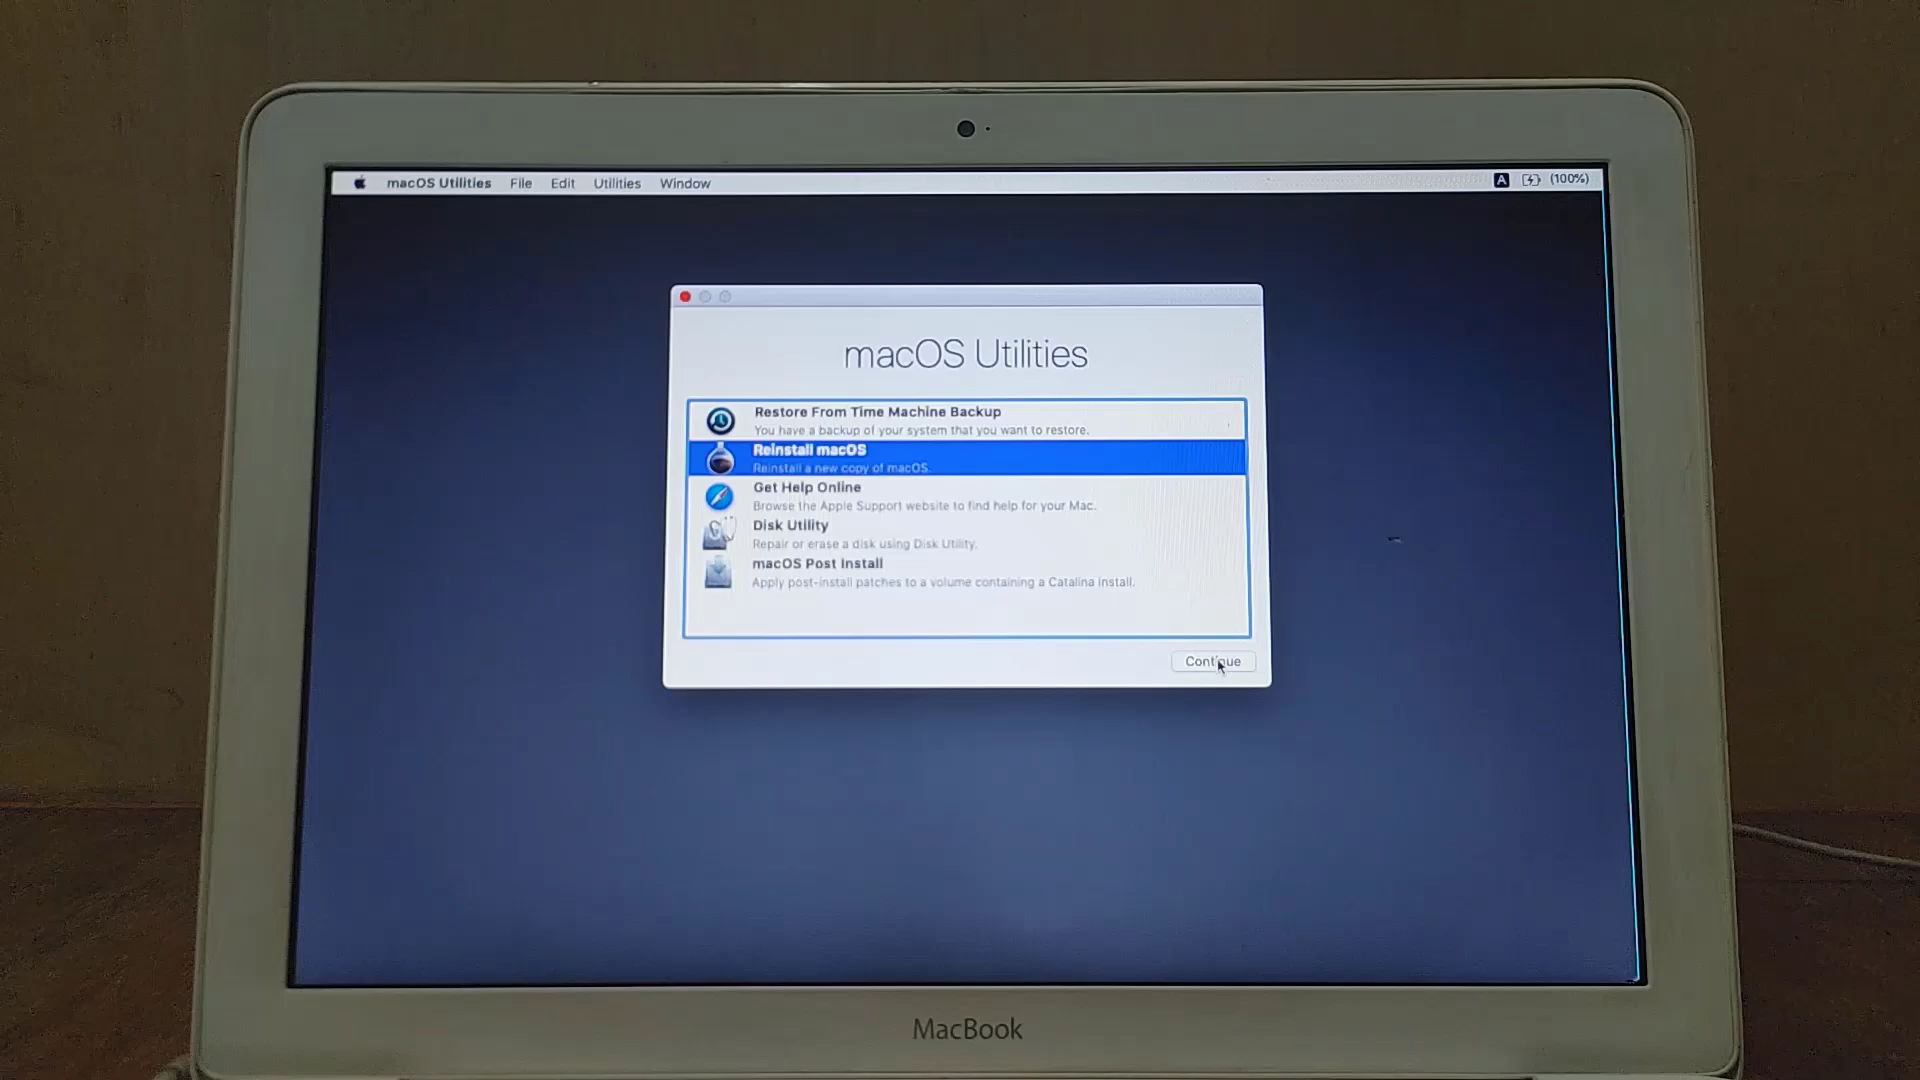 macOS Utilities File Edit Utilities Window A (100%)
macOS Utilities
Restore From Time Machine Backup
You have a backup of your system that you want to restore.
Reinstall macOS
Reinstall a new copy of macOS.
Get Help Online
Browse the Apple Support website to find help for your Mac.
Disk Utility
Repair or erase a disk using Disk Utility.
macOS Post Install
Apply post-install patches to a volume containing a Catalina install.
Continue
MacBook